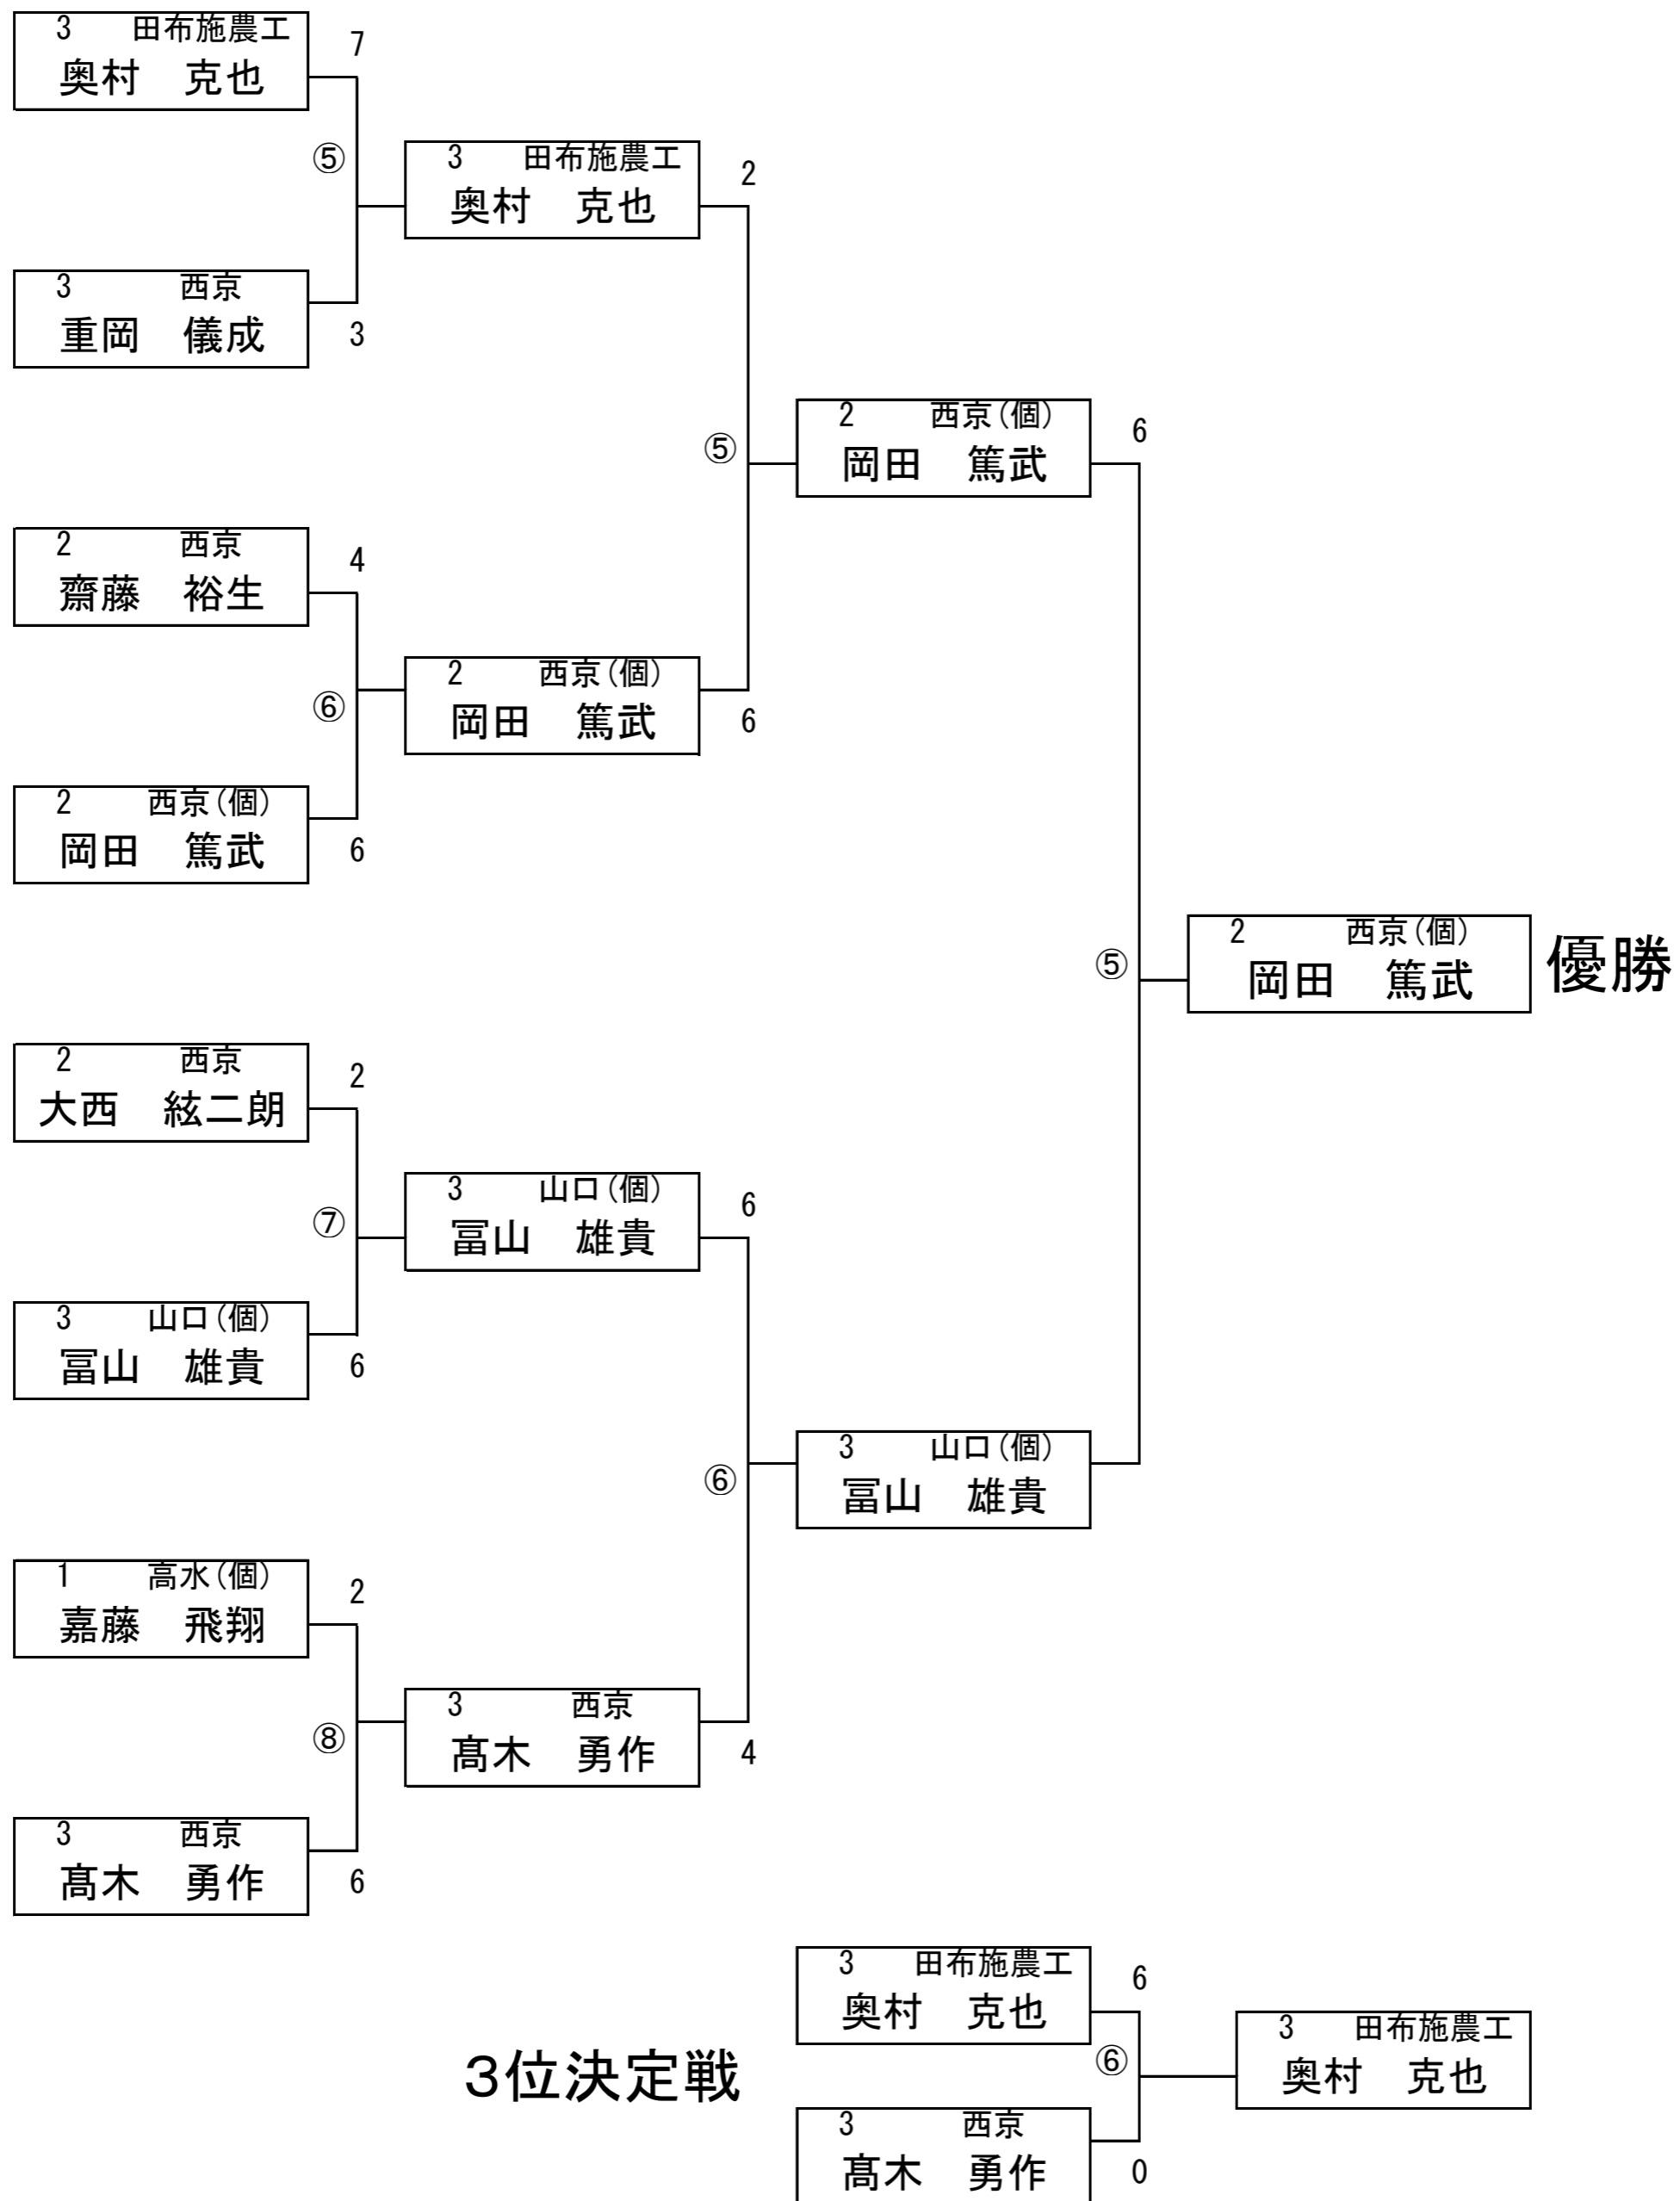 3 田布施農工
奥村 克也
7
⑤
3 西京
重岡 儀成
3
2 西京
齋藤 裕生
4
⑥
2 西京(個)
岡田 篤武
6
2 西京
大西 絃二朗
2
⑦
3 山口(個)
冨山 雄貴
6
1 高水(個)
嘉藤 飛翔
2
⑧
3 西京
髙木 勇作
6
3 田布施農工
奥村 克也
2
⑤
2 西京(個)
岡田 篤武
6
3 山口(個)
冨山 雄貴
6
⑥
3 西京
髙木 勇作
4
2 西京(個)
岡田 篤武
6
⑤
3 山口(個)
冨山 雄貴
2 西京(個)
岡田 篤武
優勝
3位決定戦
3 田布施農工
奥村 克也
6
⑥
3 西京
髙木 勇作
0
3 田布施農工
奥村 克也